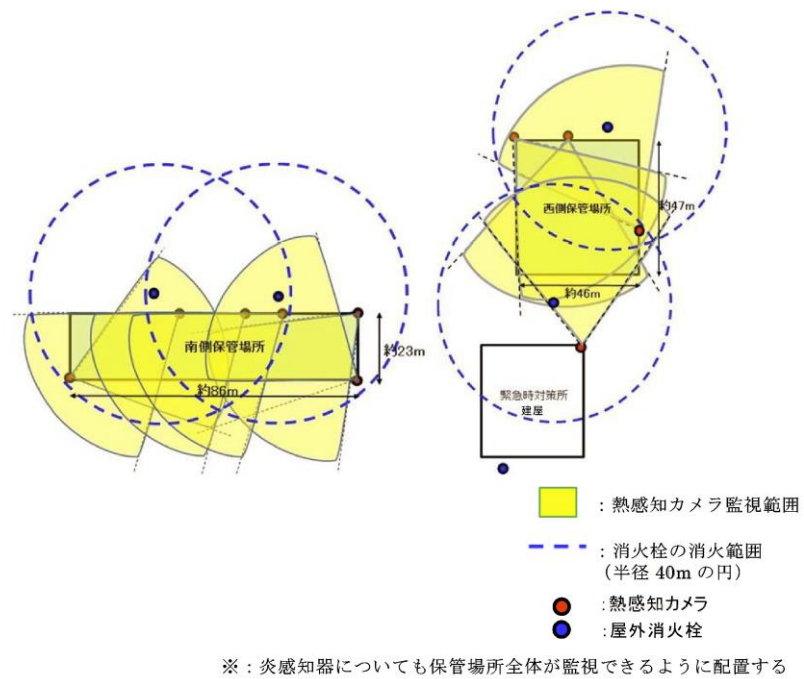 西側保管場所
約47m
約46m
南側保管場所
約23m
約86m
緊急時対策所
建屋
：熱感知カメラ監視範囲
：消火栓の消火範囲
（半径 40m の円）
：熱感知カメラ
：屋外消火栓
※：炎感知器についても保管場所全体が監視できるように配置する